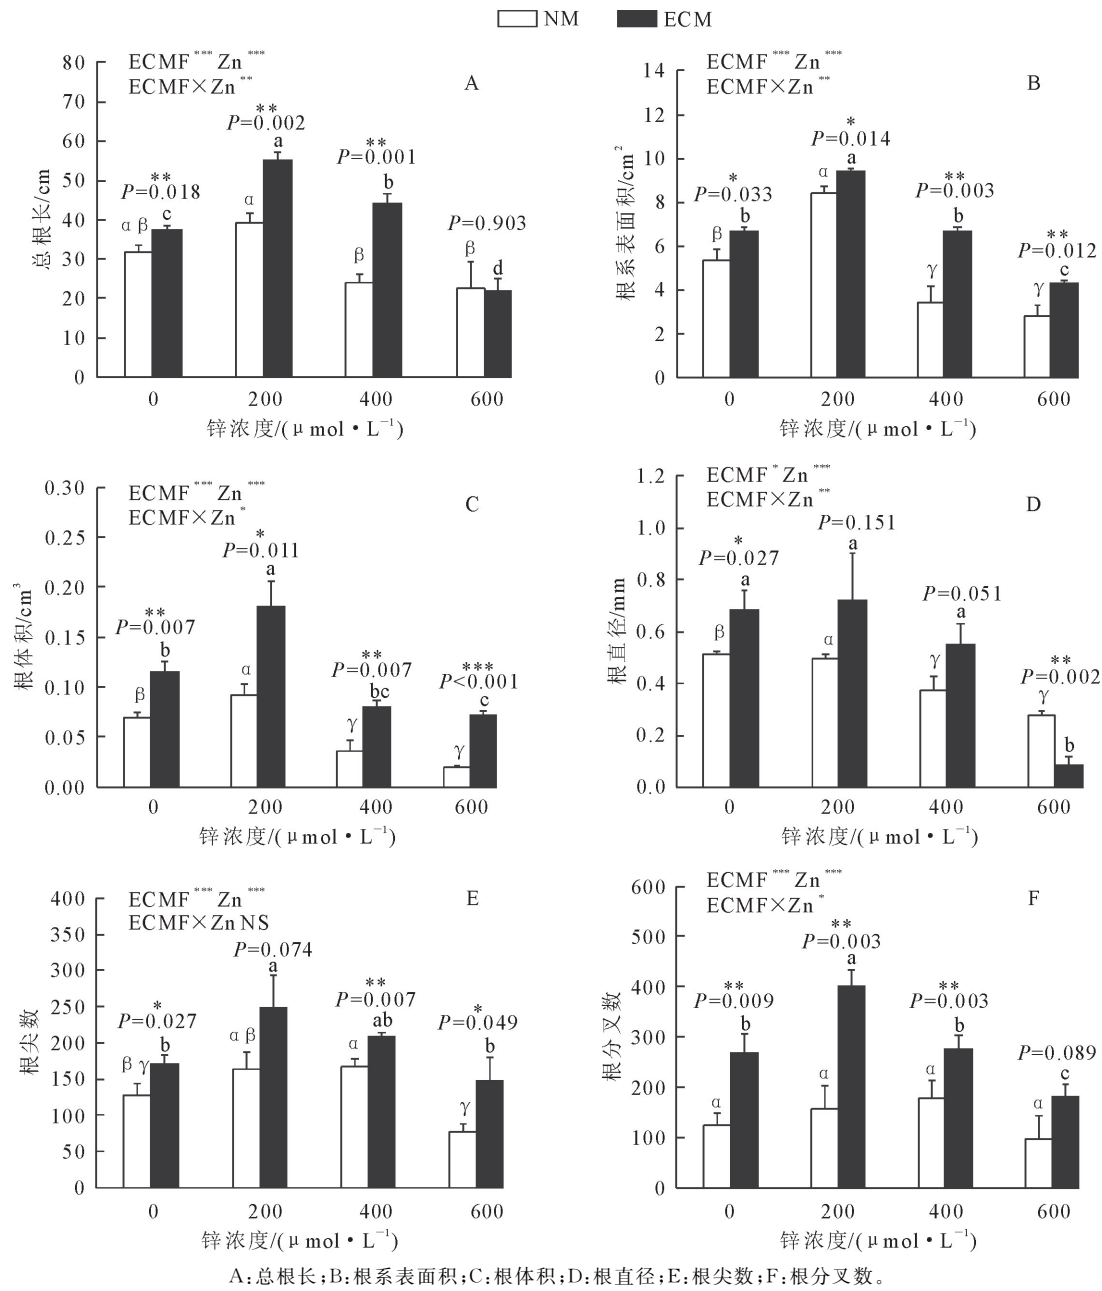 NM ECM
ECMF***Zn***
ECMF×Zn**
A
总根长/cm
80
70
60
50
40
30
20
10
0
**
P=0.018
αβ c
**
P=0.002
α a
**
P=0.001
β b
P=0.903
β d
0 200 400 600
锌浓度/(μmol·L⁻¹)
ECMF***Zn***
ECMF×Zn**
B
根系表面积/cm²
14
12
10
8
6
4
2
0
*
P=0.033
β b
*
P=0.014
α a
**
P=0.003
γ b
**
P=0.012
γ c
0 200 400 600
锌浓度/(μmol·L⁻¹)
ECMF***Zn***
ECMF×Zn*
C
根体积/cm³
0.30
0.25
0.20
0.15
0.10
0.05
0.00
**
P=0.007
β b
*
P=0.011
α a
**
P=0.007
γ bc
***
P<0.001
γ c
0 200 400 600
锌浓度/(μmol·L⁻¹)
ECMF*Zn***
ECMF×Zn**
D
根直径/mm
1.2
1.0
0.8
0.6
0.4
0.2
0.0
*
P=0.027
β a
P=0.151
α a
P=0.051
γ a
**
P=0.002
γ b
0 200 400 600
锌浓度/(μmol·L⁻¹)
ECMF***Zn***
ECMF×Zn NS
E
根尖数
400
350
300
250
200
150
100
50
0
*
P=0.027
βγ b
P=0.074
αβ a
**
P=0.007
α ab
*
P=0.049
γ b
0 200 400 600
锌浓度/(μmol·L⁻¹)
ECMF***Zn***
ECMF×Zn*
F
根分叉数
600
500
400
300
200
100
0
**
P=0.009
α b
**
P=0.003
α a
**
P=0.003
α b
P=0.089
α c
0 200 400 600
锌浓度/(μmol·L⁻¹)
A:总根长;B:根系表面积;C:根体积;D:根直径;E:根尖数;F:根分叉数。